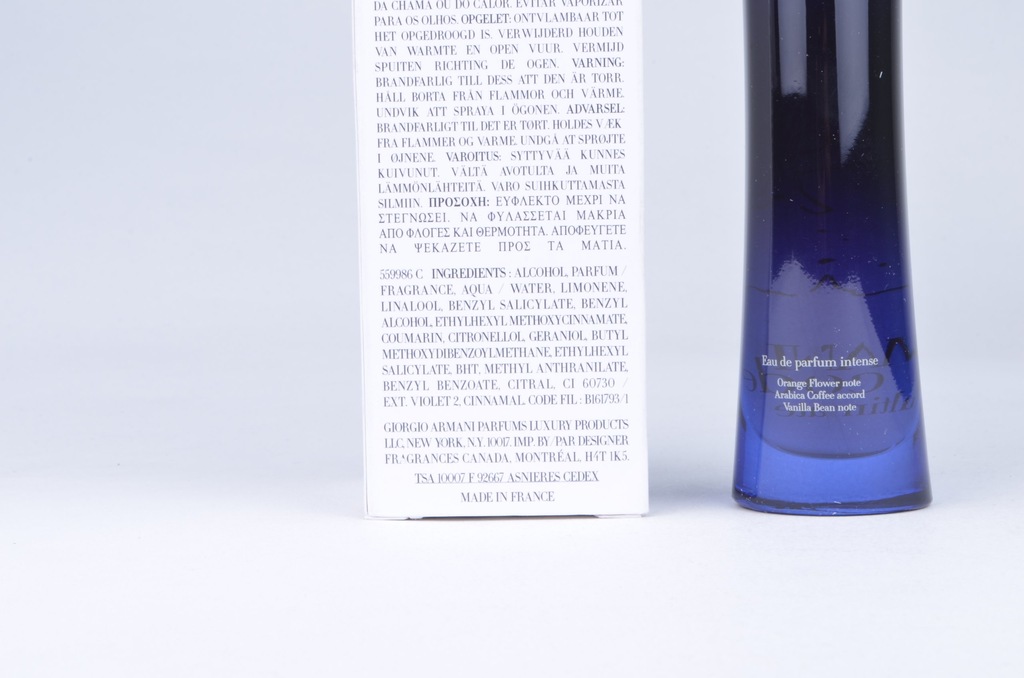 DA CHAMA OU DO CALOR. EVITAR VAPORIZAR
PARA OS OLHOS. OPGELET: ONTVLAMBAAR TOT
HET OPGEDROOGD IS. VERWIJDERD HOUDEN
VAN WARMTE EN OPEN VUUR. VERMIJD
SPUITEN RICHTING DE OGEN. VARNING:
BRANDFARLIG TILL DESS ATT DEN ÄR TORR.
HÅLL BORTA FRÅN FLAMMOR OCH VÄRME.
UNDVIK ATT SPRAYA I ÖGONEN. ADVARSEL:
BRANDFARLIGT TIL DET ER TØRT. HOLDES VÆK
FRA FLAMMER OG VARME. UNDGÅ AT SPRØJTE
I ØJNENE. VAROITUS: SYTTYVÄÄ KUNNES
KUIVUNUT. VÄLTÄ AVOTULTA JA MUITA
LÄMMÖNLÄHTEITÄ. VARO SUIHKUTTAMASTA
SILMIIN. ΠΡΟΣΟΧΗ: ΕΥΦΛΕΚΤΟ ΜΕΧΡΙ ΝΑ
ΣΤΕΓΝΩΣΕΙ. ΝΑ ΦΥΛΑΣΣΕΤΑΙ ΜΑΚΡΙΑ
ΑΠΟ ΦΛΟΓΕΣ ΚΑΙ ΘΕΡΜΟΤΗΤΑ. ΑΠΟΦΕΥΓΕΤΕ
ΝΑ ΨΕΚΑΖΕΤΕ ΠΡΟΣ ΤΑ ΜΑΤΙΑ.
559986 C INGREDIENTS : ALCOHOL, PARFUM /
FRAGRANCE, AQUA / WATER, LIMONENE,
LINALOOL, BENZYL SALICYLATE, BENZYL
ALCOHOL, ETHYLHEXYL METHOXYCINNAMATE,
COUMARIN, CITRONELLOL, GERANIOL, BUTYL
METHOXYDIBENZOYLMETHANE, ETHYLHEXYL
SALICYLATE, BHT, METHYL ANTHRANILATE,
BENZYL BENZOATE, CITRAL, CI 60730 /
EXT. VIOLET 2, CINNAMAL. CODE FIL : B161793/1
GIORGIO ARMANI PARFUMS LUXURY PRODUCTS
LLC, NEW YORK, N.Y. 10017. IMP. BY/PAR DESIGNER
FRAGRANCES CANADA, MONTRÉAL, H4T 1K5.
TSA 10007 F 92667 ASNIERES CEDEX
MADE IN FRANCE
Eau de parfum intense
Orange Flower note
Arabica Coffee accord
Vanilla Bean note